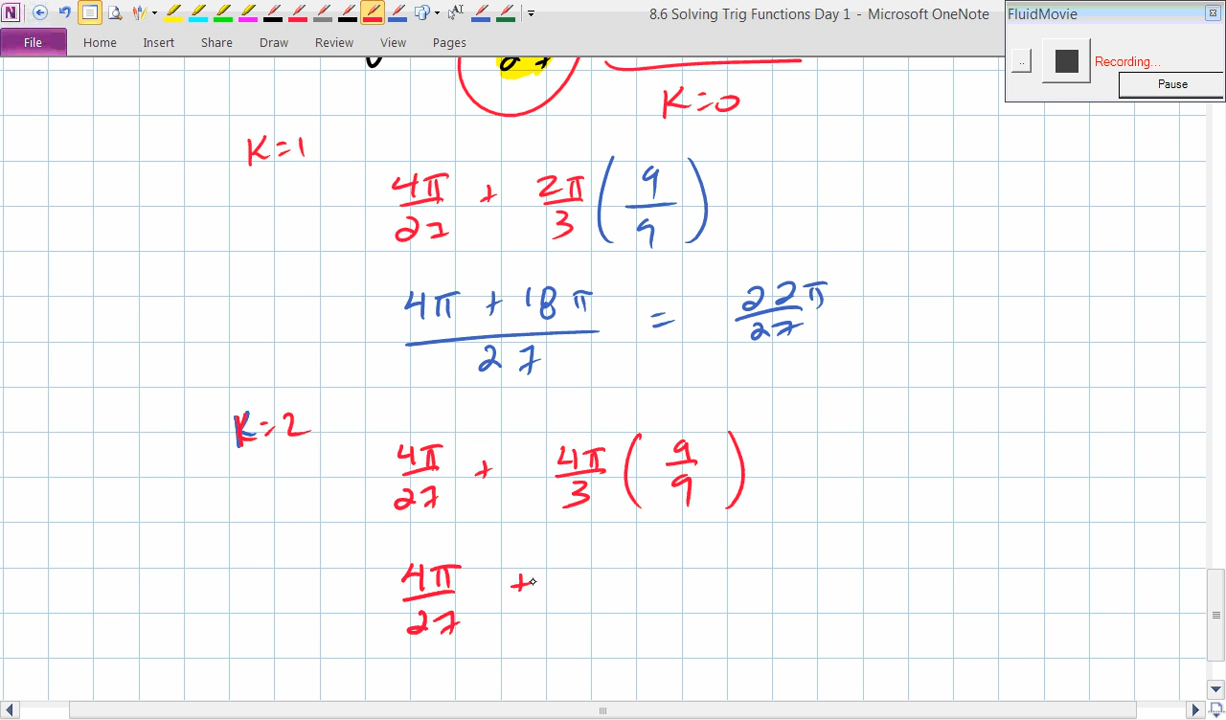 8.6 Solving Trig Functions Day 1 - Microsoft OneNote
FluidMovie
Recording...
Pause
File Home Insert Share Draw Review View Pages
K=0
K=1
4π/27 + 2π/3 (9/9)
4π + 18π / 27 = 22π/27
K=2
4π/27 + 4π/3 (9/9)
4π/27 +